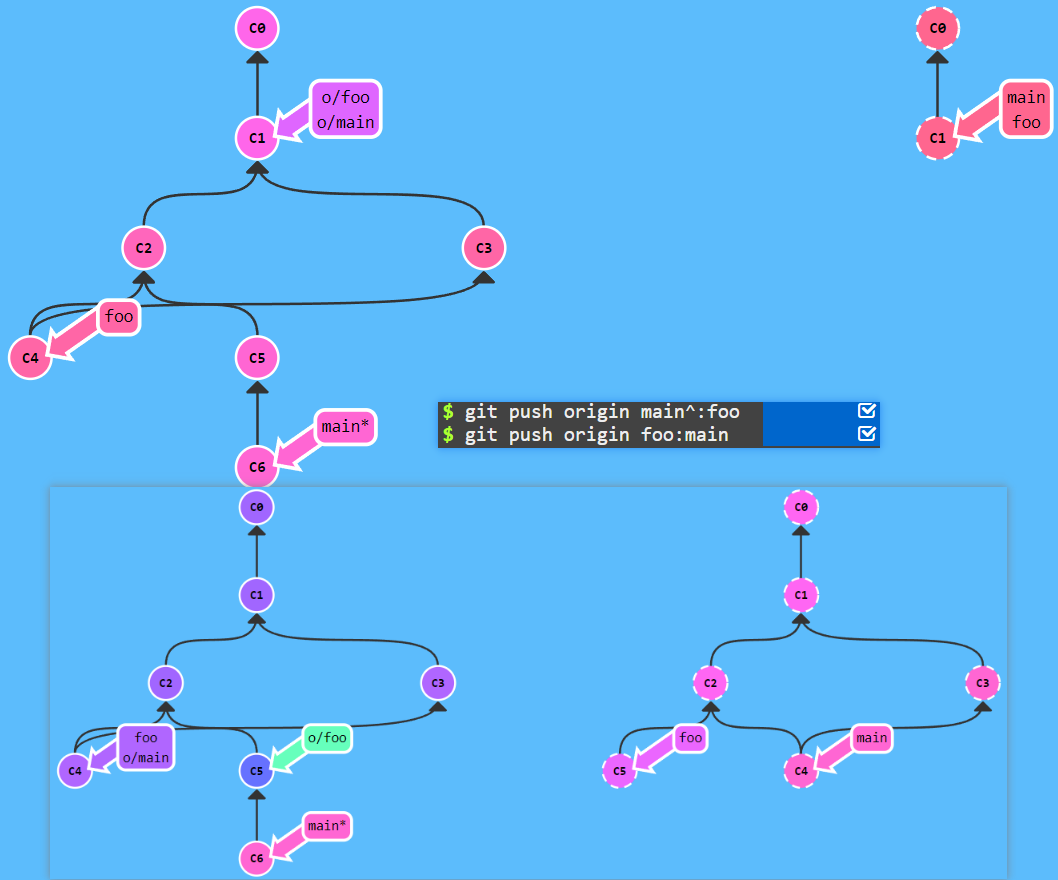 C0
C0
o/foo
o/main
main
foo
C1
C1
C2
C3
foo
C4
C5
$ git push origin main^:foo
$ git push origin foo:main
main*
C6
C0
C0
C1
C1
C2
C3
C2
C3
foo
o/main
o/foo
foo
main
C4
C5
C5
C4
main*
C6